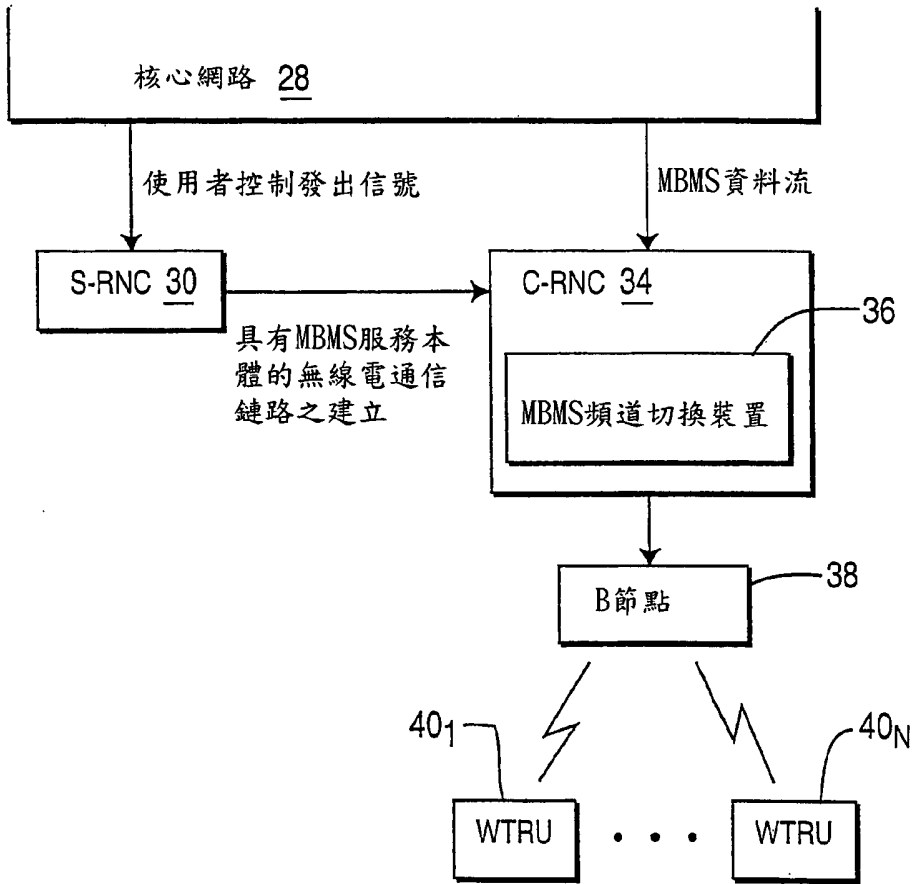 核心網路 28
使用者控制發出信號
MBMS資料流
S-RNC 30
C-RNC 34
36
具有MBMS服務本
體的無線電通信
鏈路之建立
MBMS頻道切換裝置
B節點
38
40₁
40N
WTRU
WTRU